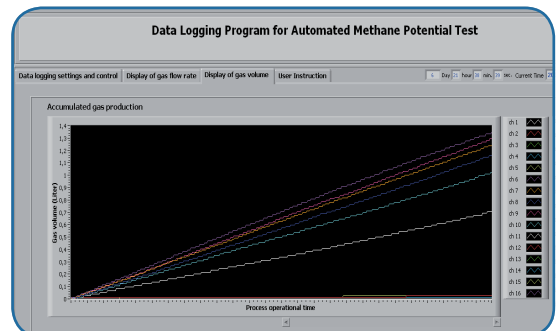 Data Logging Program for Automated Methane Potential Test
Data logging settings and control
Display of gas flow rate
Display of gas volume
User Instruction
6 Day 21 hour min. sec. Current Time
Accumulated gas production
Gas volume (Liter)
1,4
1,3
1,2
1,1
1
0,9
0,8
0,7
0,6
0,5
0,4
0,3
0,2
0,1
0
Process operational time
ch 1
ch 2
ch 3
ch 4
ch 5
ch 6
ch 7
ch 8
ch 9
ch 10
ch 11
ch 12
ch 13
ch 14
ch 15
ch 16